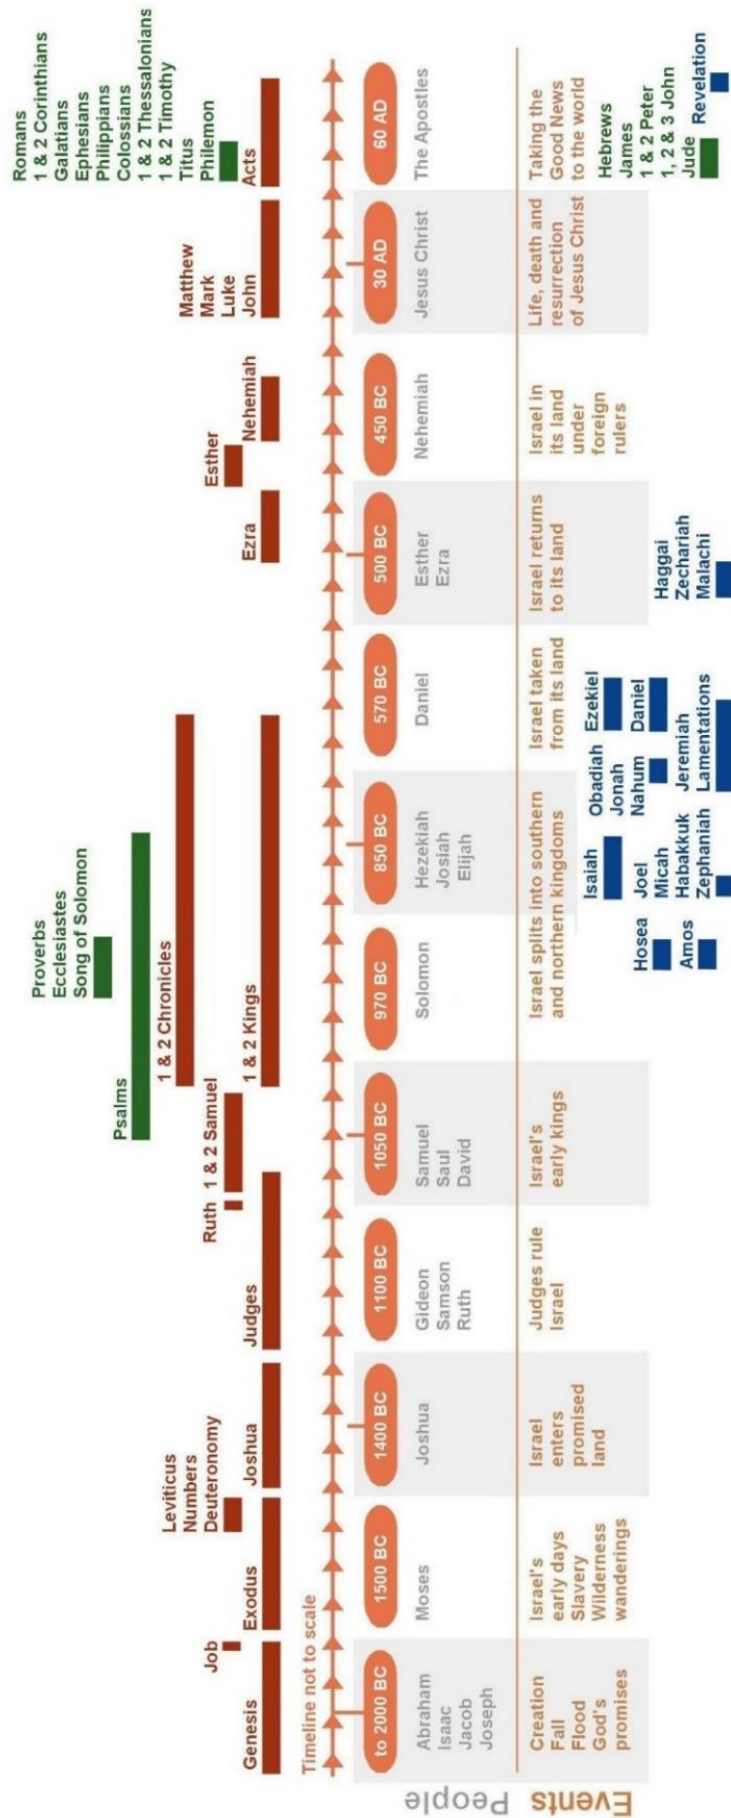 Proverbs
Ecclesiastes
Song of Solomon
Psalms
1 & 2 Chronicles
Romans
1 & 2 Corinthians
Galatians
Ephesians
Philippians
Colossians
1 & 2 Thessalonians
1 & 2 Timothy
Titus
Philemon
Leviticus
Numbers
Deuteronomy
Matthew
Mark
Luke
John
Job
Ruth
1 & 2 Samuel
Esther
Genesis
Exodus
Joshua
Judges
1 & 2 Kings
Ezra
Nehemiah
Acts
Timeline not to scale
to 2000 BC
1500 BC
1400 BC
1100 BC
1050 BC
970 BC
850 BC
570 BC
500 BC
450 BC
30 AD
60 AD
People
Abraham
Isaac
Jacob
Joseph
Moses
Joshua
Gideon
Samson
Ruth
Samuel
Saul
David
Solomon
Hezekiah
Josiah
Elijah
Daniel
Esther
Ezra
Nehemiah
Jesus Christ
The Apostles
Events
Creation
Fall
Flood
God's
promises
Israel's
early days
Slavery
Wilderness
wanderings
Israel
enters
promised
land
Judges rule
Israel
Israel's
early kings
Israel splits into southern
and northern kingdoms
Israel taken
from its land
Israel returns
to its land
Israel in
its land
under
foreign
rulers
Life, death and
resurrection
of Jesus Christ
Taking the
Good News
to the world
Hosea
Amos
Isaiah
Joel
Micah
Habakkuk
Zephaniah
Obadiah
Jonah
Nahum
Jeremiah
Lamentations
Ezekiel
Daniel
Haggai
Zechariah
Malachi
Hebrews
James
1 & 2 Peter
1, 2 & 3 John
Jude
Revelation